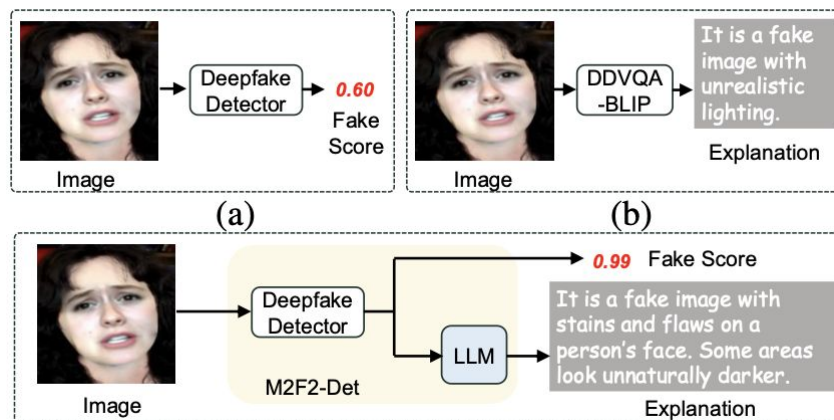 Image
Deepfake
Detector
0.60
Fake
Score
(a)
Image
DDVQA
-BLIP
It is a fake
image with
unrealistic
lighting.
Explanation
(b)
Image
Deepfake
Detector
M2F2-Det
LLM
0.99 Fake Score
It is a fake image with
stains and flaws on a
person's face. Some areas
look unnaturally darker.
Explanation